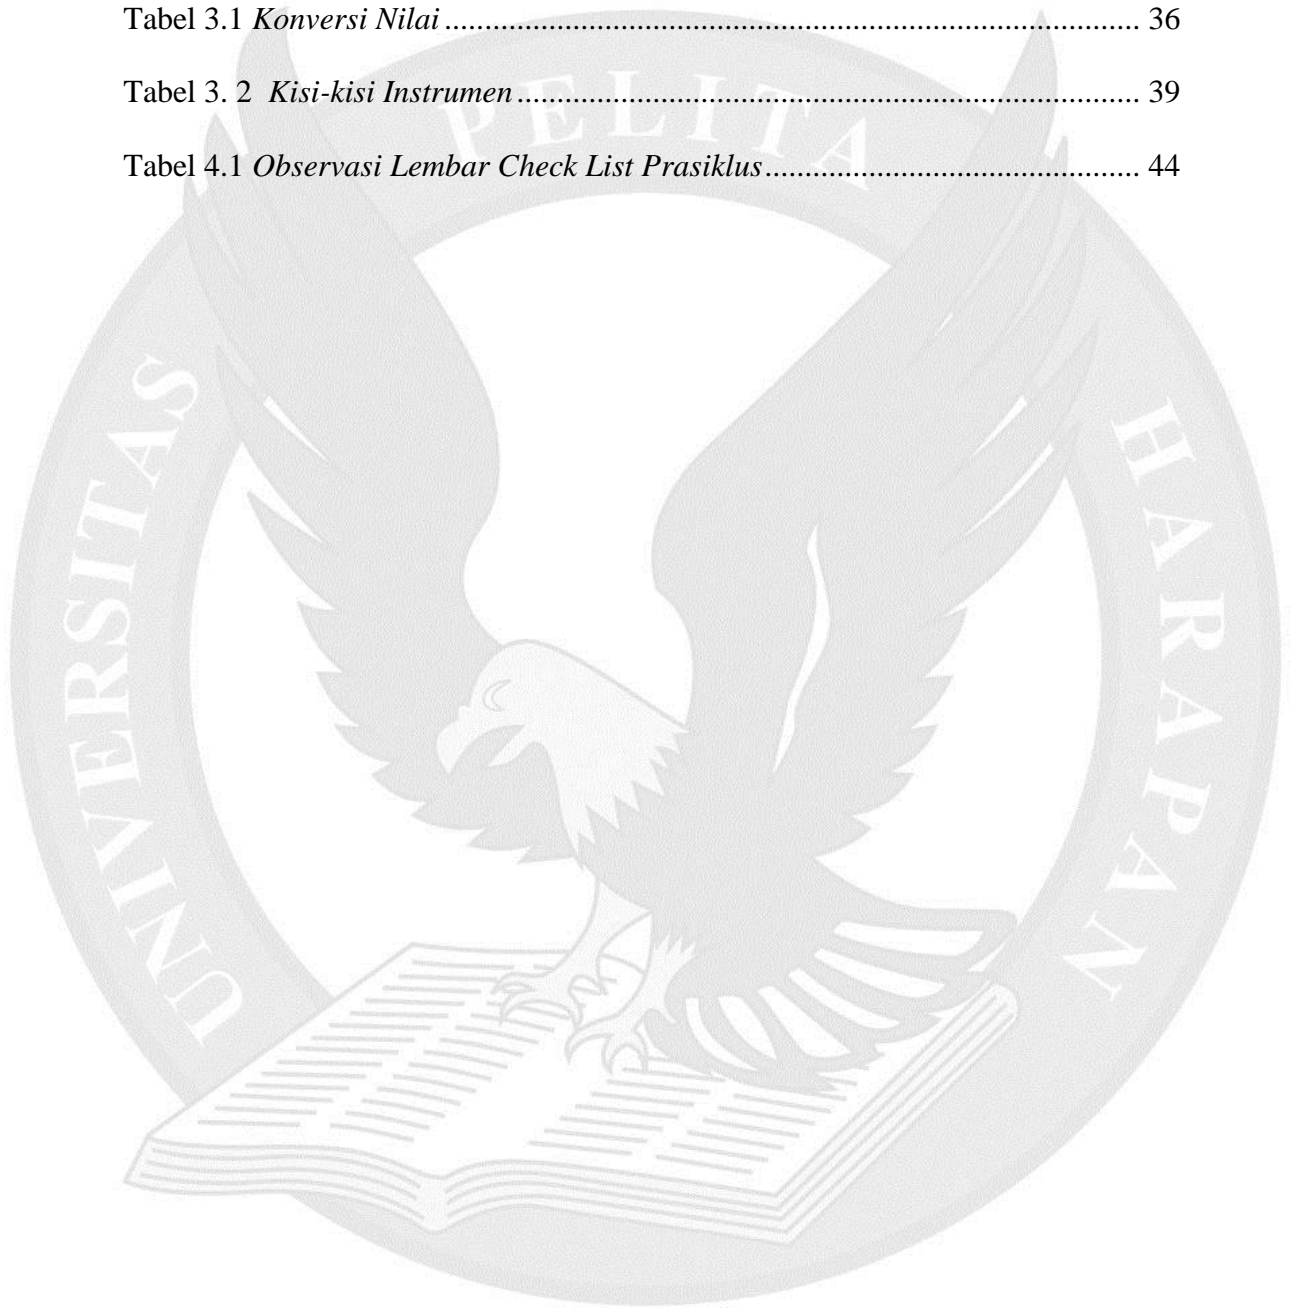 Tabel 3.1 Konversi Nilai ....................................................................................... 36
Tabel 3. 2  Kisi-kisi Instrumen .............................................................................. 39
Tabel 4.1 Observasi Lembar Check List Prasiklus ............................................... 44
UNIVERSITAS PELITA HARAPAN